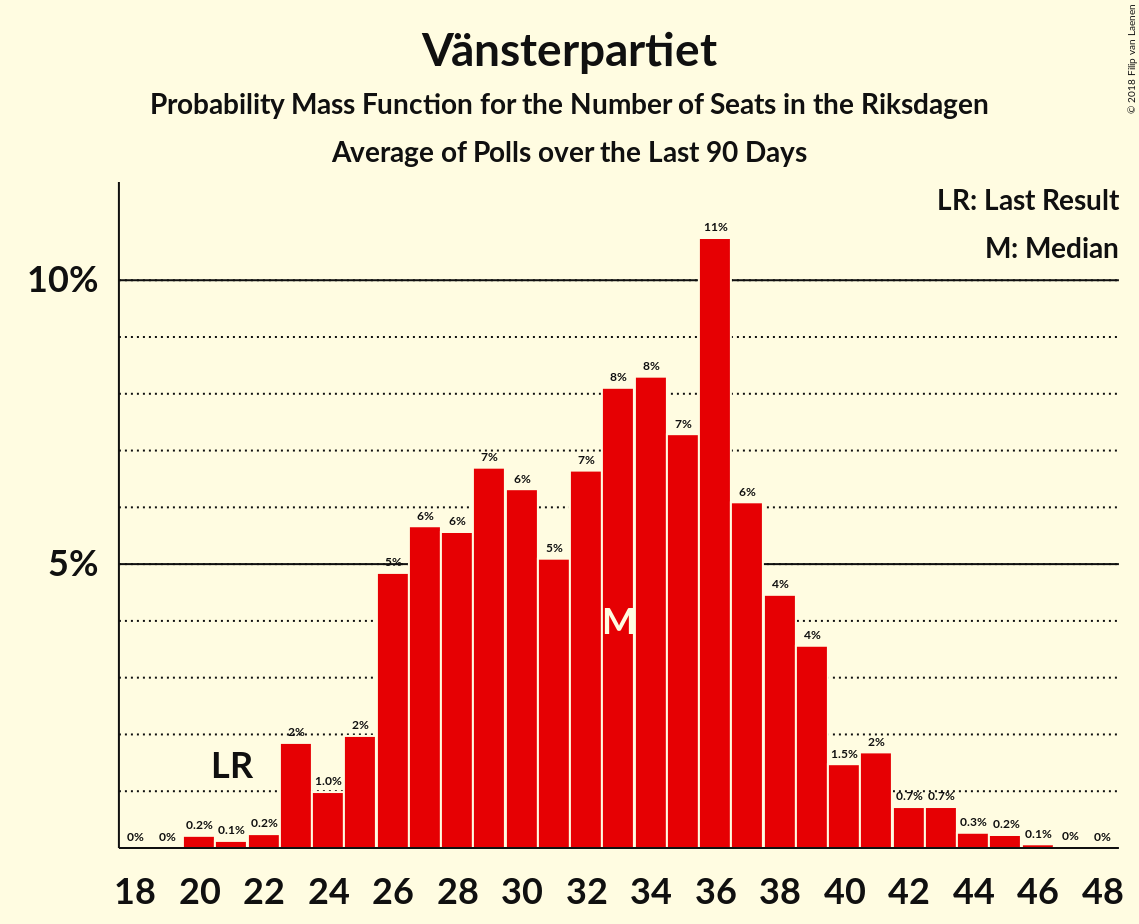 Vänsterpartiet
Probability Mass Function for the Number of Seats in the Riksdagen
Average of Polls over the Last 90 Days
© 2018 Filip van Laenen
LR: Last Result
M: Median
10%
5%
0% 0% 0.2% 0.1% 0.2% 2% 1.0% 2% 5% 6% 6% 7% 6% 5% 7% 8% 8% 7% 11% 6% 4% 4% 1.5% 2% 0.7% 0.7% 0.3% 0.2% 0.1% 0% 0%
LR
M
18 20 22 24 26 28 30 32 34 36 38 40 42 44 46 48